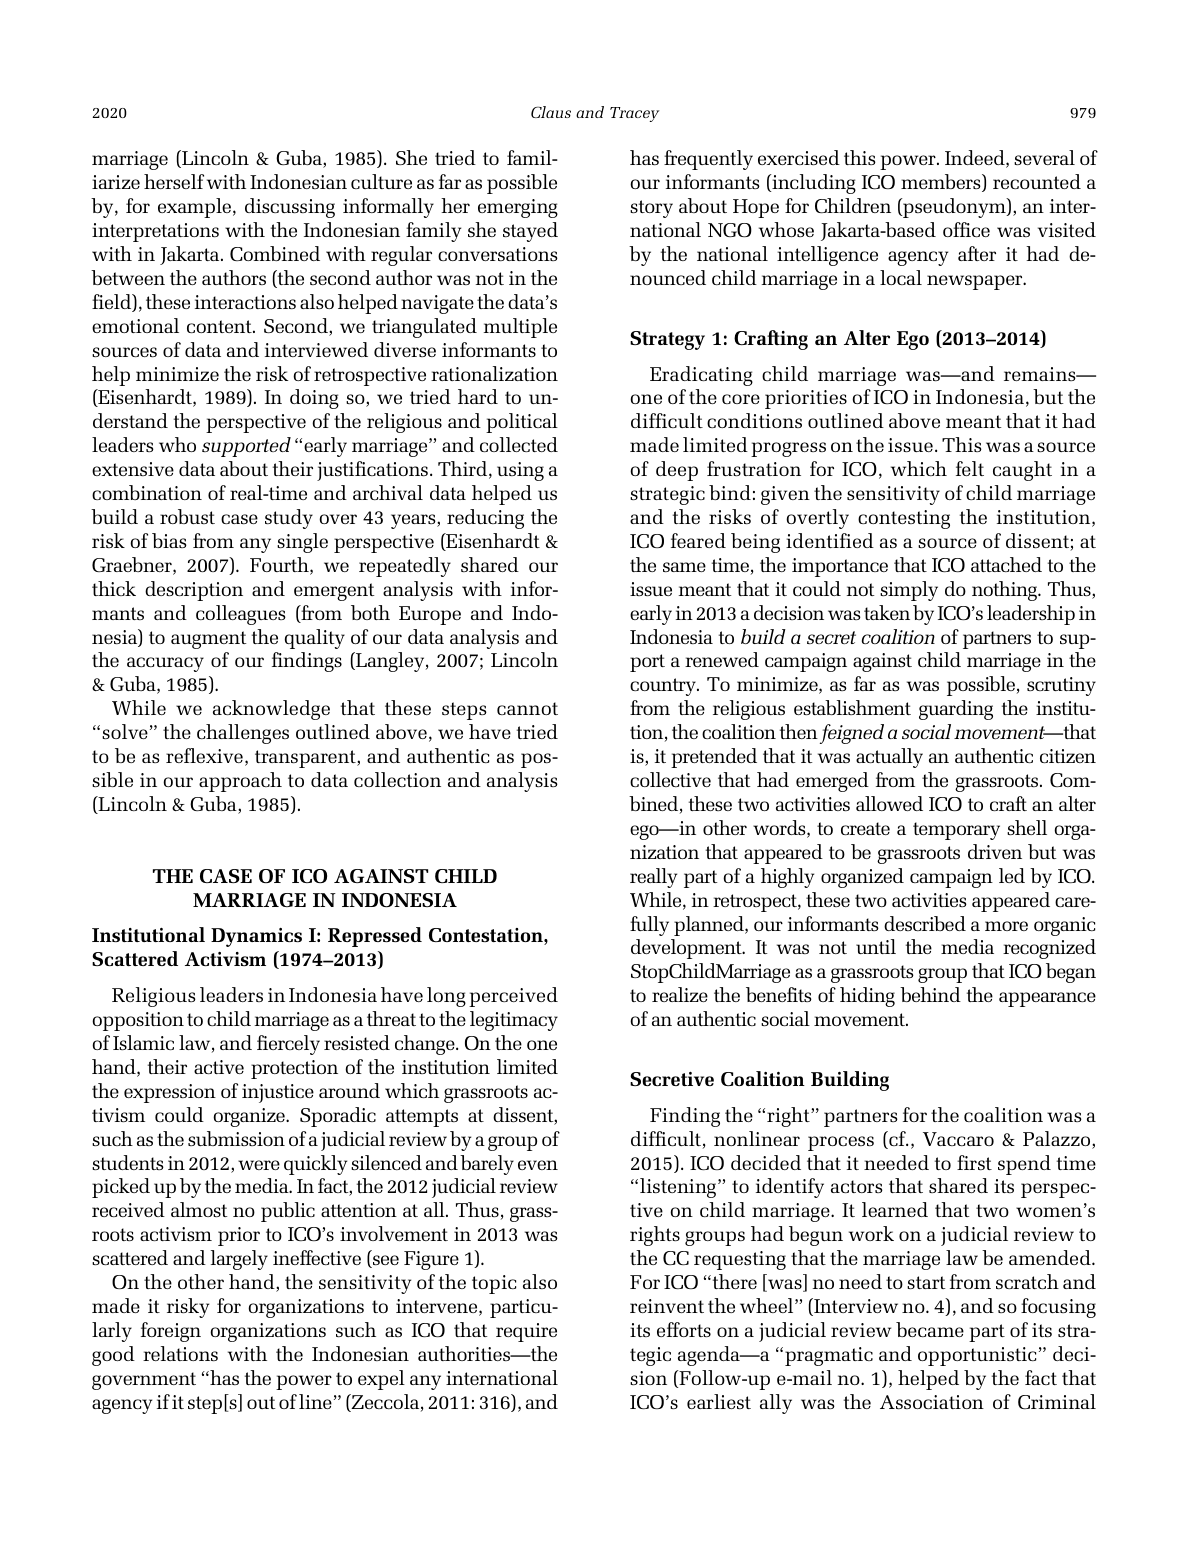 2020
Claus and Tracey
979
marriage (Lincoln & Guba, 1985). She tried to famil-
iarize herself with Indonesian culture as far as possible
by, for example, discussing informally her emerging
interpretations with the Indonesian family she stayed
with in Jakarta. Combined with regular conversations
between the authors (the second author was not in the
field), these interactions also helped navigate the data's
emotional content. Second, we triangulated multiple
sources of data and interviewed diverse informants to
help minimize the risk of retrospective rationalization
(Eisenhardt, 1989). In doing so, we tried hard to un-
derstand the perspective of the religious and political
leaders who supported “early marriage” and collected
extensive data about their justifications. Third, using a
combination of real-time and archival data helped us
build a robust case study over 43 years, reducing the
risk of bias from any single perspective (Eisenhardt &
Graebner, 2007). Fourth, we repeatedly shared our
thick description and emergent analysis with infor-
mants and colleagues (from both Europe and Indo-
nesia) to augment the quality of our data analysis and
the accuracy of our findings (Langley, 2007; Lincoln
& Guba, 1985).
While we acknowledge that these steps cannot
“solve” the challenges outlined above, we have tried
to be as reflexive, transparent, and authentic as pos-
sible in our approach to data collection and analysis
(Lincoln & Guba, 1985).
THE CASE OF ICO AGAINST CHILD
MARRIAGE IN INDONESIA
Institutional Dynamics I: Repressed Contestation,
Scattered Activism (1974–2013)
Religious leaders in Indonesia have long perceived
opposition to child marriage as a threat to the legitimacy
of Islamic law, and fiercely resisted change. On the one
hand, their active protection of the institution limited
the expression of injustice around which grassroots ac-
tivism could organize. Sporadic attempts at dissent,
such as the submission of a judicial review by a group of
students in 2012, were quickly silenced and barely even
picked up by the media. In fact, the 2012 judicial review
received almost no public attention at all. Thus, grass-
roots activism prior to ICO's involvement in 2013 was
scattered and largely ineffective (see Figure 1).
On the other hand, the sensitivity of the topic also
made it risky for organizations to intervene, particu-
larly foreign organizations such as ICO that require
good relations with the Indonesian authorities—the
government “has the power to expel any international
agency if it step[s] out of line” (Zeccola, 2011: 316), and
has frequently exercised this power. Indeed, several of
our informants (including ICO members) recounted a
story about Hope for Children (pseudonym), an inter-
national NGO whose Jakarta-based office was visited
by the national intelligence agency after it had de-
nounced child marriage in a local newspaper.
Strategy 1: Crafting an Alter Ego (2013–2014)
Eradicating child marriage was—and remains—
one of the core priorities of ICO in Indonesia, but the
difficult conditions outlined above meant that it had
made limited progress on the issue. This was a source
of deep frustration for ICO, which felt caught in a
strategic bind: given the sensitivity of child marriage
and the risks of overtly contesting the institution,
ICO feared being identified as a source of dissent; at
the same time, the importance that ICO attached to the
issue meant that it could not simply do nothing. Thus,
early in 2013 a decision was taken by ICO's leadership in
Indonesia to build a secret coalition of partners to sup-
port a renewed campaign against child marriage in the
country. To minimize, as far as was possible, scrutiny
from the religious establishment guarding the institu-
tion, the coalition then feigned a social movement—that
is, it pretended that it was actually an authentic citizen
collective that had emerged from the grassroots. Com-
bined, these two activities allowed ICO to craft an alter
ego—in other words, to create a temporary shell orga-
nization that appeared to be grassroots driven but was
really part of a highly organized campaign led by ICO.
While, in retrospect, these two activities appeared care-
fully planned, our informants described a more organic
development. It was not until the media recognized
StopChildMarriage as a grassroots group that ICO began
to realize the benefits of hiding behind the appearance
of an authentic social movement.
Secretive Coalition Building
Finding the “right” partners for the coalition was a
difficult, nonlinear process (cf., Vaccaro & Palazzo,
2015). ICO decided that it needed to first spend time
“listening” to identify actors that shared its perspec-
tive on child marriage. It learned that two women's
rights groups had begun work on a judicial review to
the CC requesting that the marriage law be amended.
For ICO “there [was] no need to start from scratch and
reinvent the wheel” (Interview no. 4), and so focusing
its efforts on a judicial review became part of its stra-
tegic agenda—a “pragmatic and opportunistic” deci-
sion (Follow-up e-mail no. 1), helped by the fact that
ICO's earliest ally was the Association of Criminal